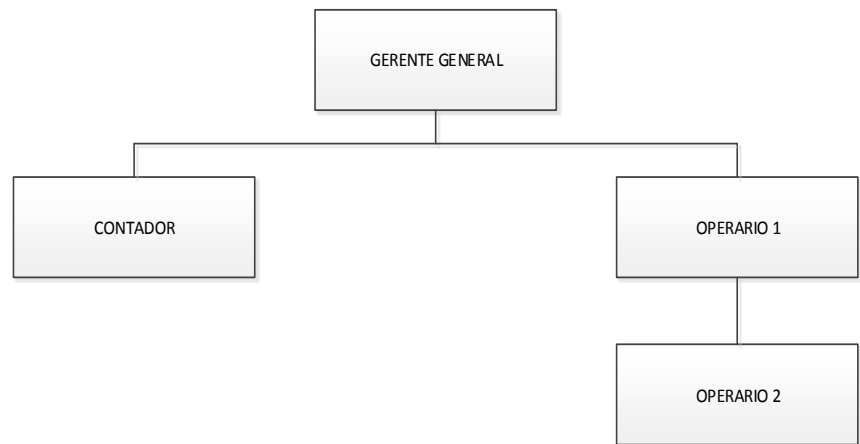 GERENTE GENERAL
CONTADOR
OPERARIO 1
OPERARIO 2